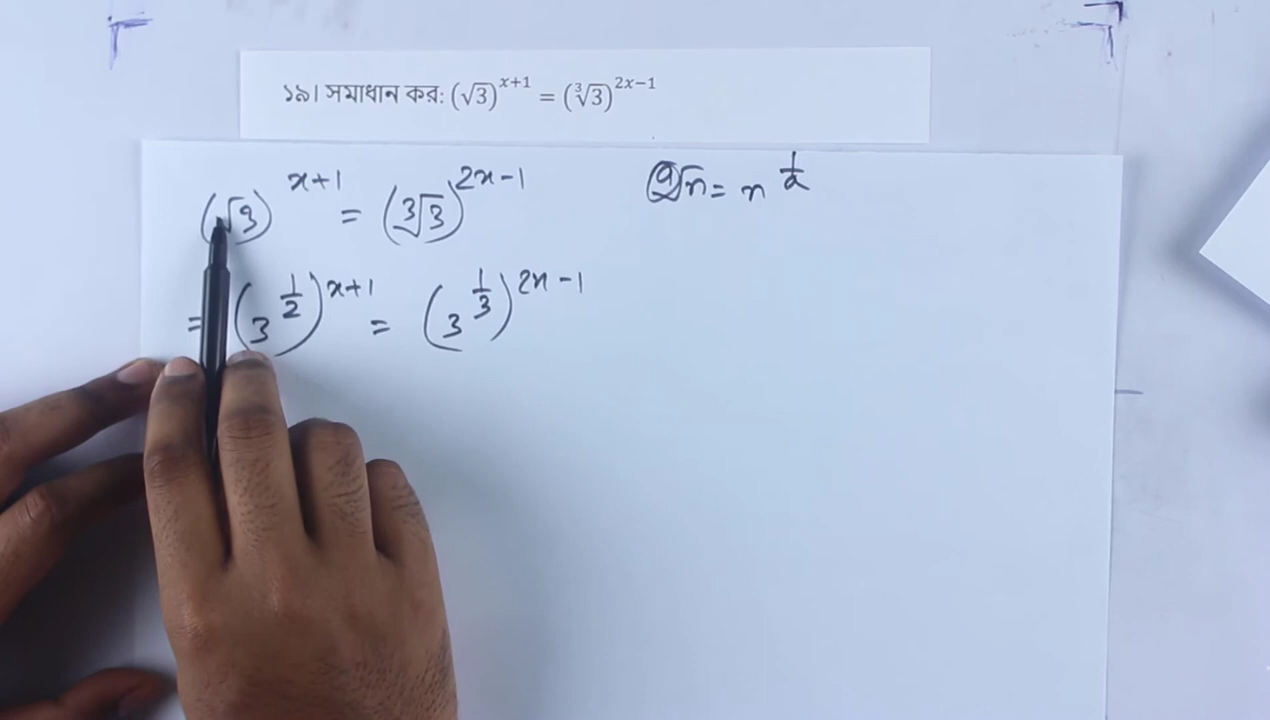 ১৯। সমাধান কর: (√3)^{x+1} = (∛3)^{2x−1}
(√3)^{x+1} = (∛3)^{2x−1}
ᵃ√n = n^{1/a}
= (3^{1/2})^{x+1} = (3^{1/3})^{2x−1}